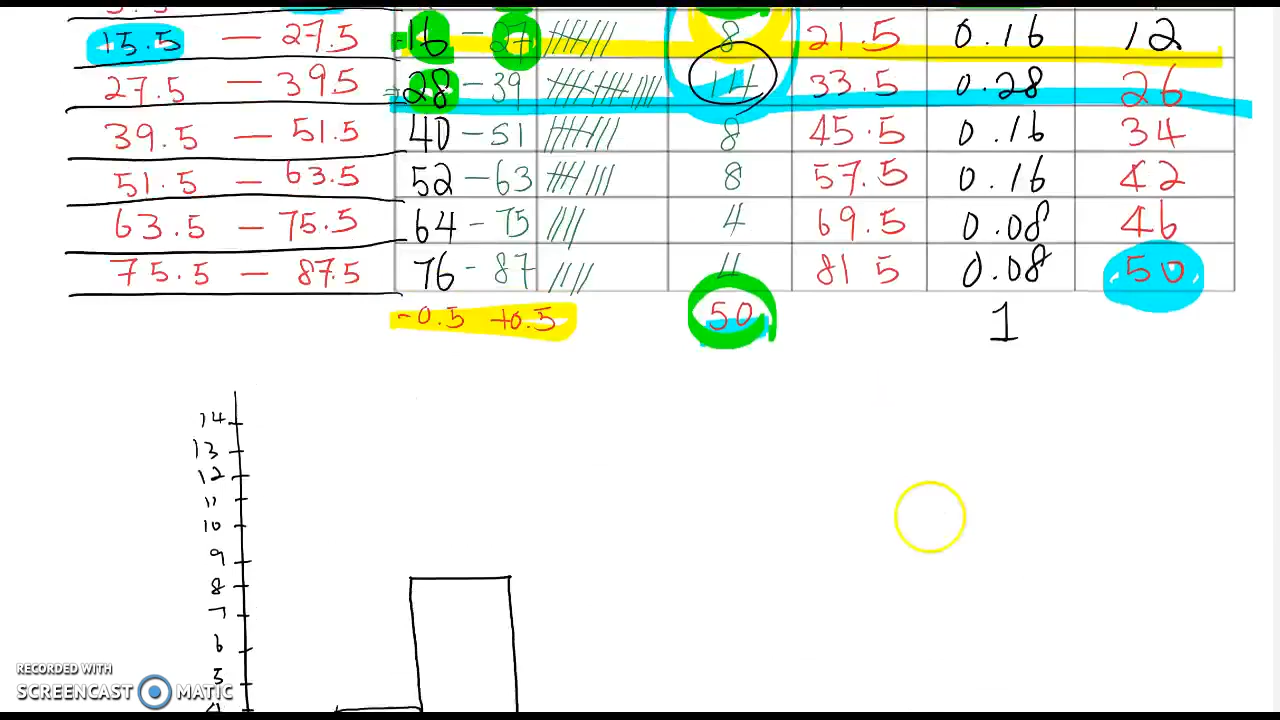 15.5 — 27.5 -16 - 27 8 21.5 0.16 12
27.5 — 39.5 28 - 39 14 33.5 0.28 26
39.5 — 51.5 40 - 51 8 45.5 0.16 34
51.5 — 63.5 52 - 63 8 57.5 0.16 42
63.5 — 75.5 64 - 75 4 69.5 0.08 46
75.5 — 87.5 76 - 87 4 81.5 0.08 50
-0.5 +0.5 50 1
14
13
12
11
10
9
8
7
6
5
4
RECORDED WITH
SCREENCAST MATIC